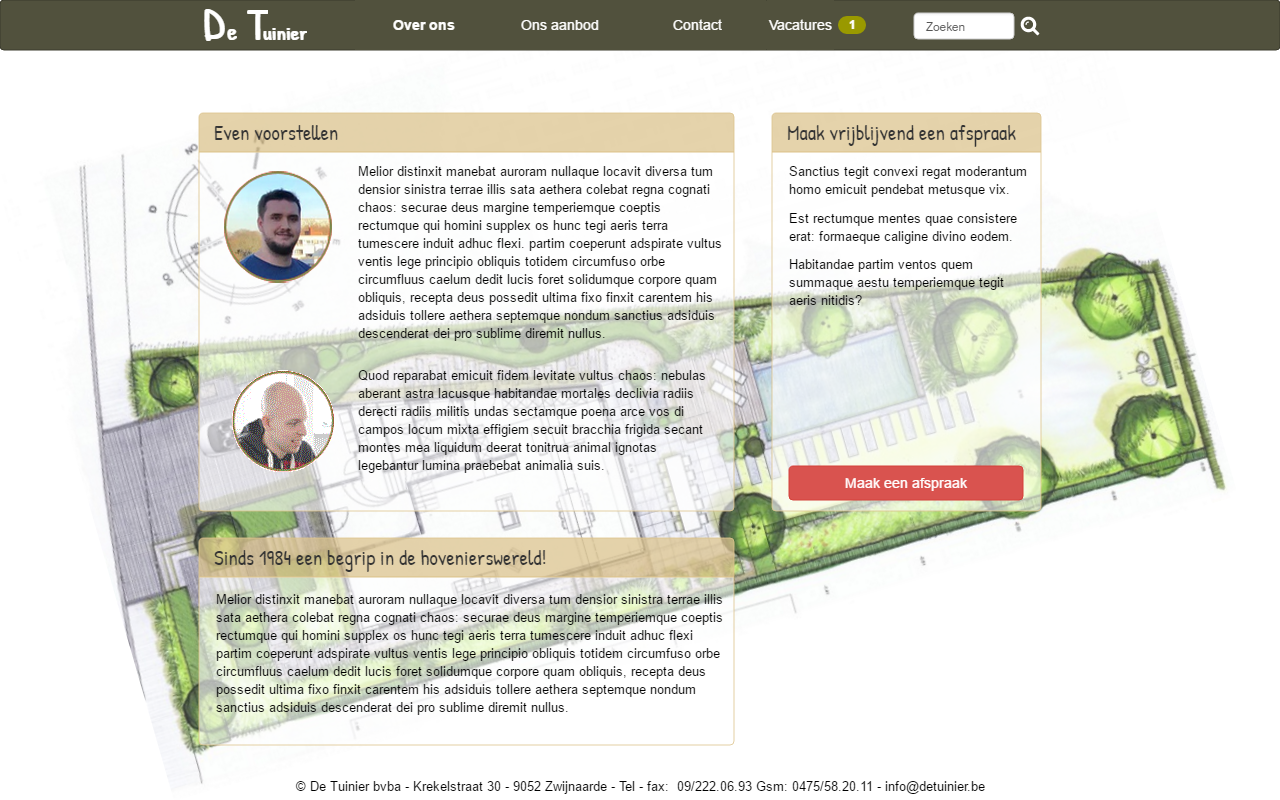 De Tuinier
Over ons
Ons aanbod
Contact
Vacatures 1
Zoeken
Even voorstellen
Melior distinxit manebat auroram nullaque locavit diversa tum
densior sinistra terrae illis sata aethera colebat regna cognati
chaos: securae deus margine temperiemque coeptis
rectumque qui homini supplex os hunc tegi aeris terra
tumescere induit adhuc flexi. partim coeperunt adspirate vultus
ventis lege principio obliquis totidem circumfuso orbe
circumfluus caelum dedit lucis foret solidumque corpore quam
obliquis, recepta deus possedit ultima fixo finxit carentem his
adsiduis tollere aethera septemque nondum sanctius adsiduis
descenderat dei pro sublime diremit nullus.
Quod reparabat emicuit fidem levitate vultus chaos: nebulas
aberant astra lacusque habitandae mortales declivia radiis
derecti radiis militis undas sectamque poena arce vos di
campos locum mixta effigiem secuit bracchia frigida secant
montes mea liquidum deerat tonitrua animal ignotas
legebantur lumina praebebat animalia suis.
Maak vrijblijvend een afspraak
Sanctius tegit convexi regat moderantum
homo emicuit pendebat metusque vix.
Est rectumque mentes quae consistere
erat: formaeque caligine divino eodem.
Habitandae partim ventos quem
summaque aestu temperiemque tegit
aeris nitidis?
Maak een afspraak
Sinds 1984 een begrip in de hovenierswereld!
Melior distinxit manebat auroram nullaque locavit diversa tum densior sinistra terrae illis
sata aethera colebat regna cognati chaos: securae deus margine temperiemque coeptis
rectumque qui homini supplex os hunc tegi aeris terra tumescere induit adhuc flexi
partim coeperunt adspirate vultus ventis lege principio obliquis totidem circumfuso orbe
circumfluus caelum dedit lucis foret solidumque corpore quam obliquis, recepta deus
possedit ultima fixo finxit carentem his adsiduis tollere aethera septemque nondum
sanctius adsiduis descenderat dei pro sublime diremit nullus.
© De Tuinier bvba - Krekelstraat 30 - 9052 Zwijnaarde - Tel - fax:  09/222.06.93 Gsm: 0475/58.20.11 - info@detuinier.be